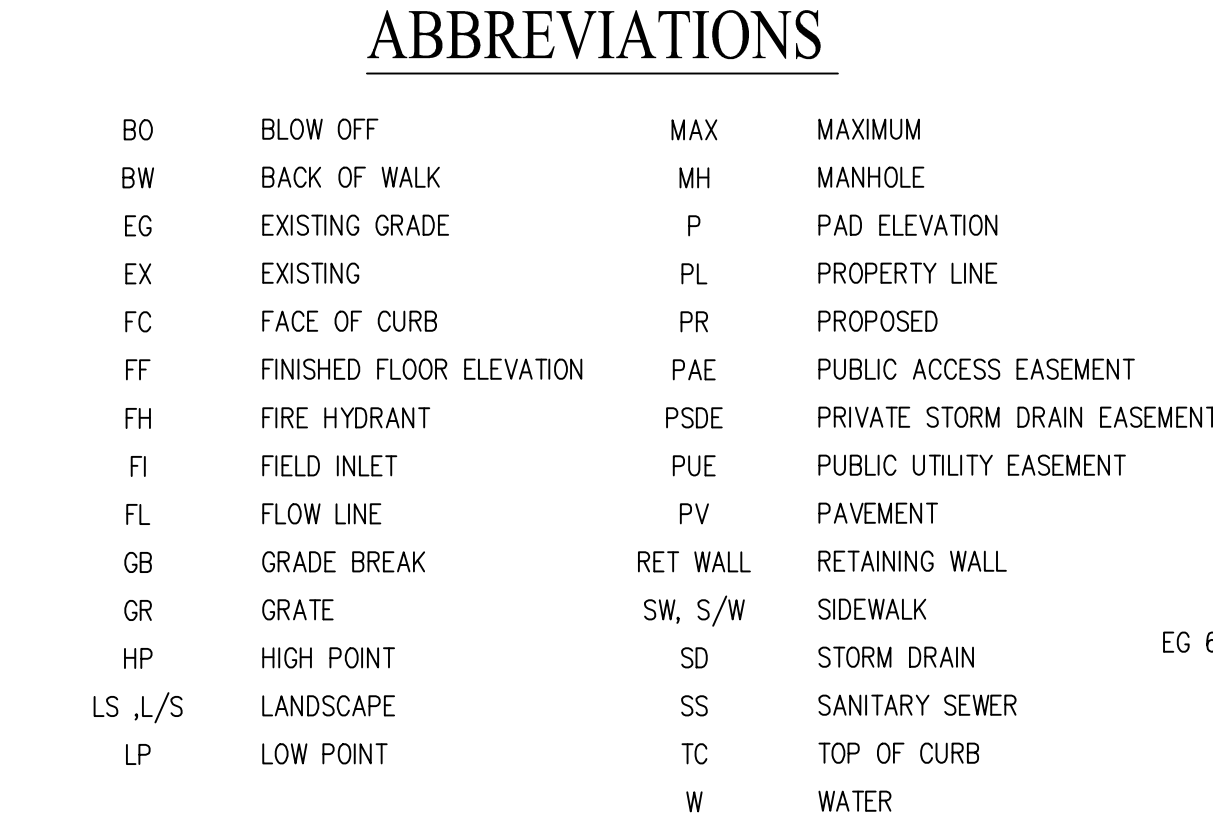 ABBREVIATIONS
BO BLOW OFF
BW BACK OF WALK
EG EXISTING GRADE
EX EXISTING
FC FACE OF CURB
FF FINISHED FLOOR ELEVATION
FH FIRE HYDRANT
FI FIELD INLET
FL FLOW LINE
GB GRADE BREAK
GR GRATE
HP HIGH POINT
LS ,L/S LANDSCAPE
LP LOW POINT
MAX MAXIMUM
MH MANHOLE
P PAD ELEVATION
PL PROPERTY LINE
PR PROPOSED
PAE PUBLIC ACCESS EASEMENT
PSDE PRIVATE STORM DRAIN EASEMENT
PUE PUBLIC UTILITY EASEMENT
PV PAVEMENT
RET WALL RETAINING WALL
SW, S/W SIDEWALK
SD STORM DRAIN
SS SANITARY SEWER
TC TOP OF CURB
W WATER
EG